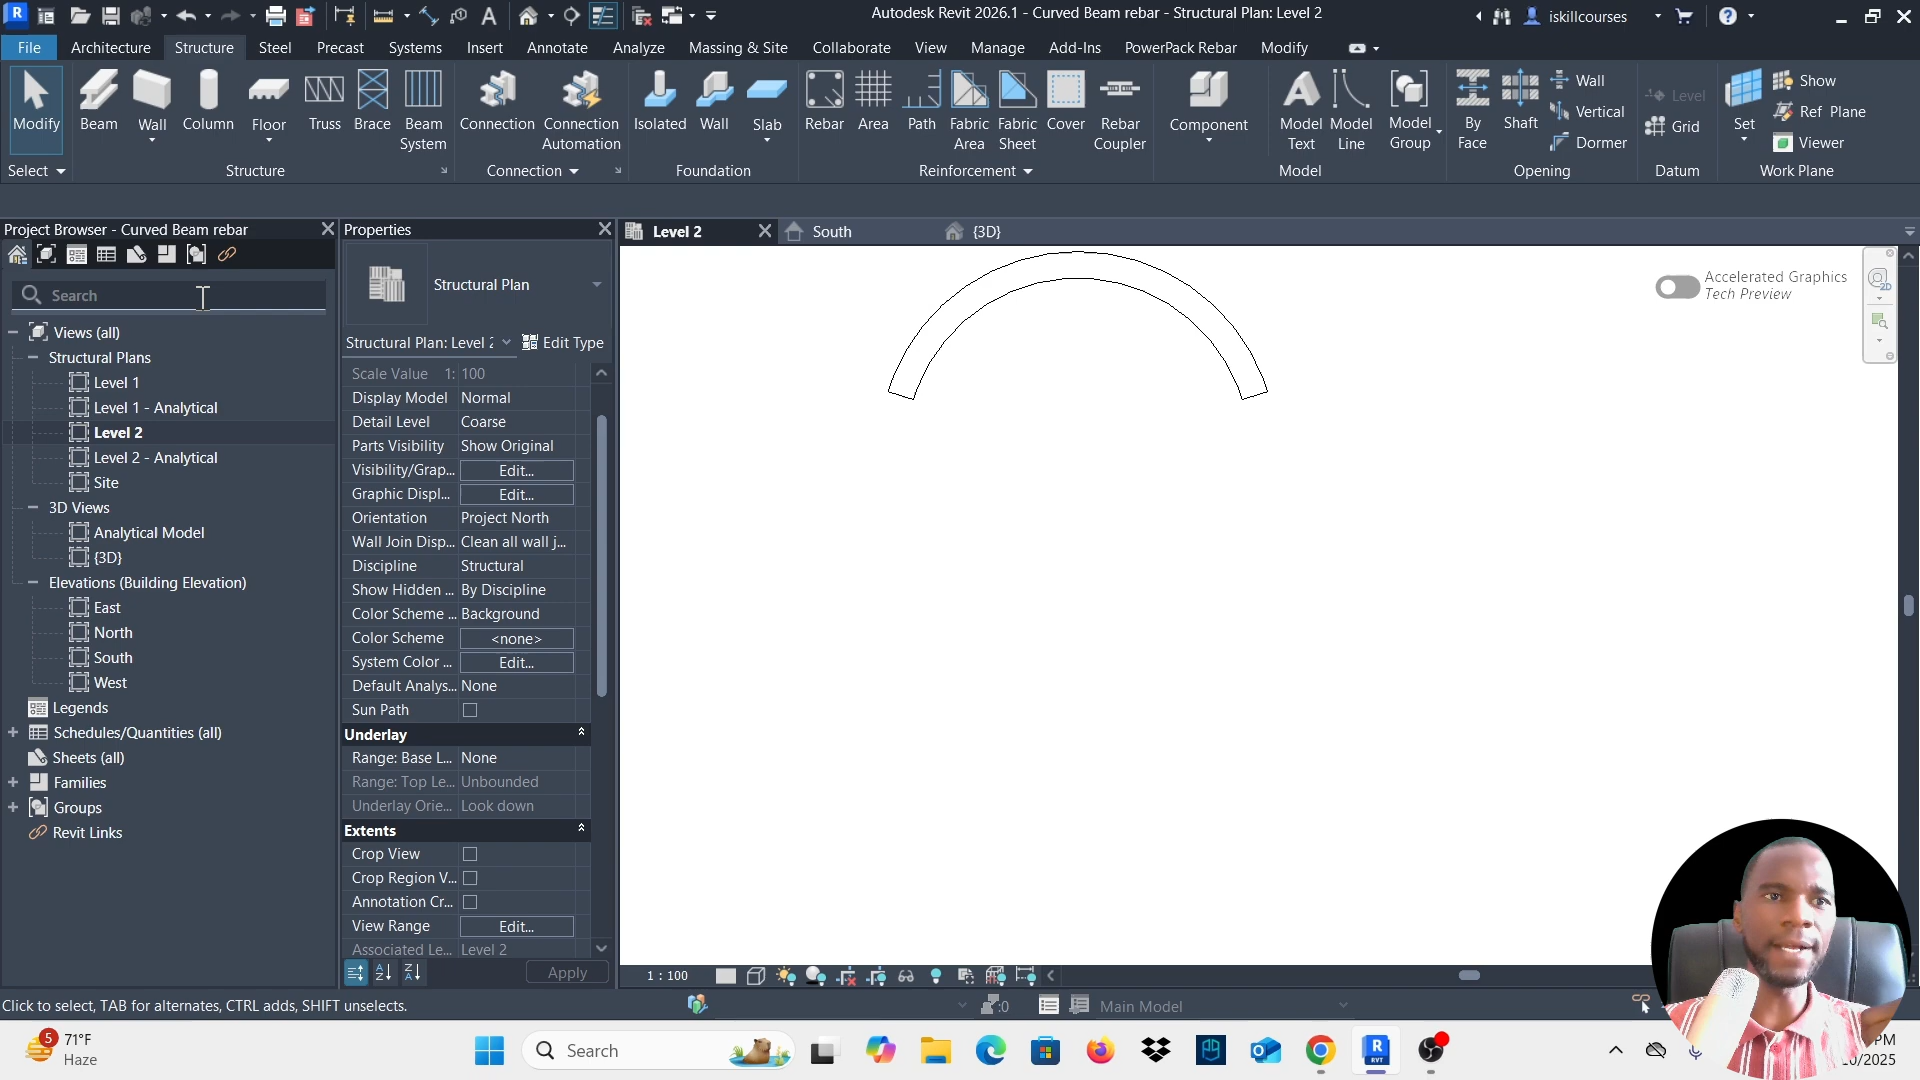 Autodesk Revit 2026.1 - Curved Beam rebar - Structural Plan: Level 2
iskillcourses
File Architecture Structure Steel Precast Systems Insert Annotate Analyze Massing & Site Collaborate View Manage Add-Ins PowerPack Rebar Modify
Modify Beam Wall Column Floor Truss Brace Beam System Connection Connection Automation Isolated Wall Slab Rebar Area Path Fabric Area Fabric Sheet Cover Rebar Coupler Component Model Text Model Line Model Group By Face Shaft Wall Vertical Dormer Level Grid Set Show Ref Plane Viewer
Select Structure Connection Foundation Reinforcement Model Opening Datum Work Plane
Project Browser - Curved Beam rebar
Search
Views (all)
Structural Plans
Level 1
Level 1 - Analytical
Level 2
Level 2 - Analytical
Site
3D Views
Analytical Model
{3D}
Elevations (Building Elevation)
East
North
South
West
Legends
Schedules/Quantities (all)
Sheets (all)
Families
Groups
Revit Links
Properties
Structural Plan
Structural Plan: Level 2 Edit Type
Scale Value 1: 100
Display Model Normal
Detail Level Coarse
Parts Visibility Show Original
Visibility/Grap... Edit...
Graphic Displ... Edit...
Orientation Project North
Wall Join Disp... Clean all wall j...
Discipline Structural
Show Hidden ... By Discipline
Color Scheme ... Background
Color Scheme <none>
System Color ... Edit...
Default Analys... None
Sun Path
Underlay
Range: Base L... None
Range: Top Le... Unbounded
Underlay Orie... Look down
Extents
Crop View
Crop Region V...
Annotation Cr...
View Range Edit...
Associated Le... Level 2
Apply
Level 2 South {3D}
Accelerated Graphics
Tech Preview
2D
1 : 100
Click to select, TAB for alternates, CTRL adds, SHIFT unselects.
:0 Main Model
5 71°F
Haze
Search
R
RVT
PM
/2025